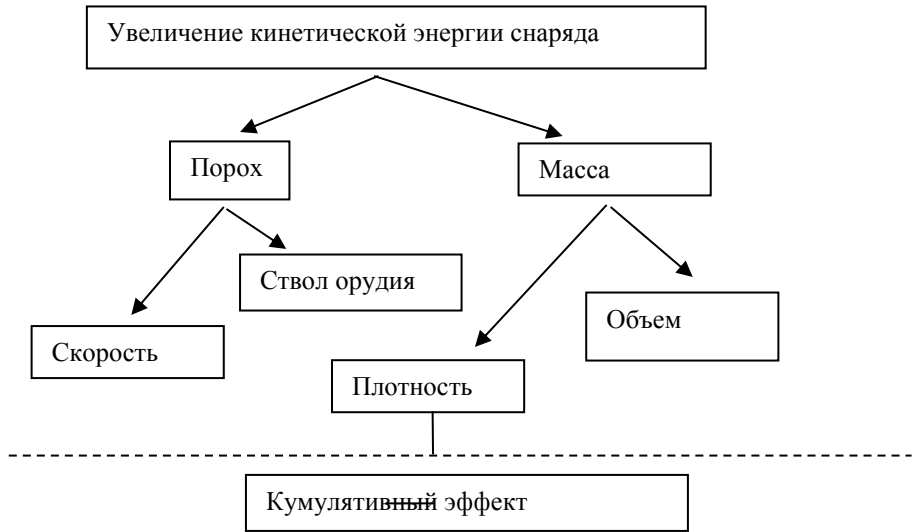 Увеличение кинетической энергии снаряда
Порох
Масса
Ствол орудия
Объем
Скорость
Плотность
Кумулятивный эффект